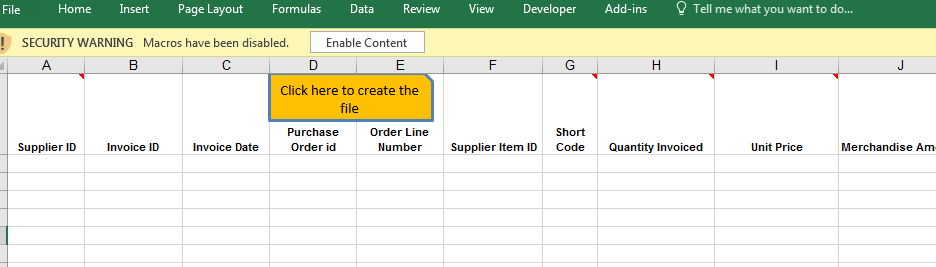 File Home Insert Page Layout Formulas Data Review View Developer Add-ins Tell me what you want to do...
! SECURITY WARNING Macros have been disabled. Enable Content
A B C D E F G H I J
Click here to create the
file
Supplier ID Invoice ID Invoice Date Purchase Order id Order Line Number Supplier Item ID Short Code Quantity Invoiced Unit Price Merchandise Am